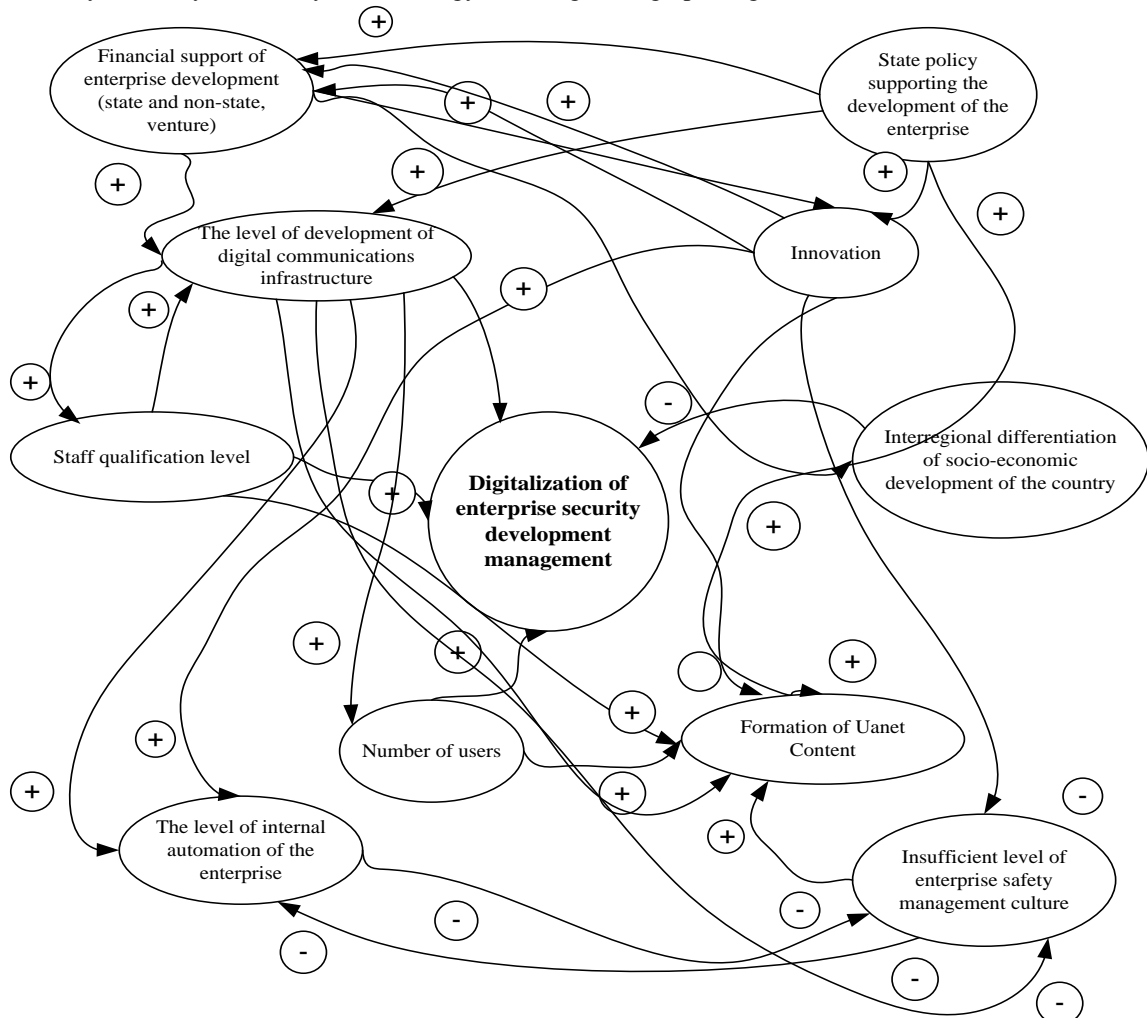 +
Financial support of
enterprise development
(state and non-state,
venture)
State policy
supporting the
development of the
enterprise
+
+
+
+
+
+
The level of development of
digital communications
infrastructure
Innovation
+
+
+
-
Staff qualification level
Interregional differentiation
of socio-economic
development of the country
Digitalization of
enterprise security
development
management
+
+
+
+
+
+
+
Number of users
Formation of Uanet
Content
+
+
-
+
The level of internal
automation of the
enterprise
Insufficient level of
enterprise safety
management culture
-
-
-
-
-